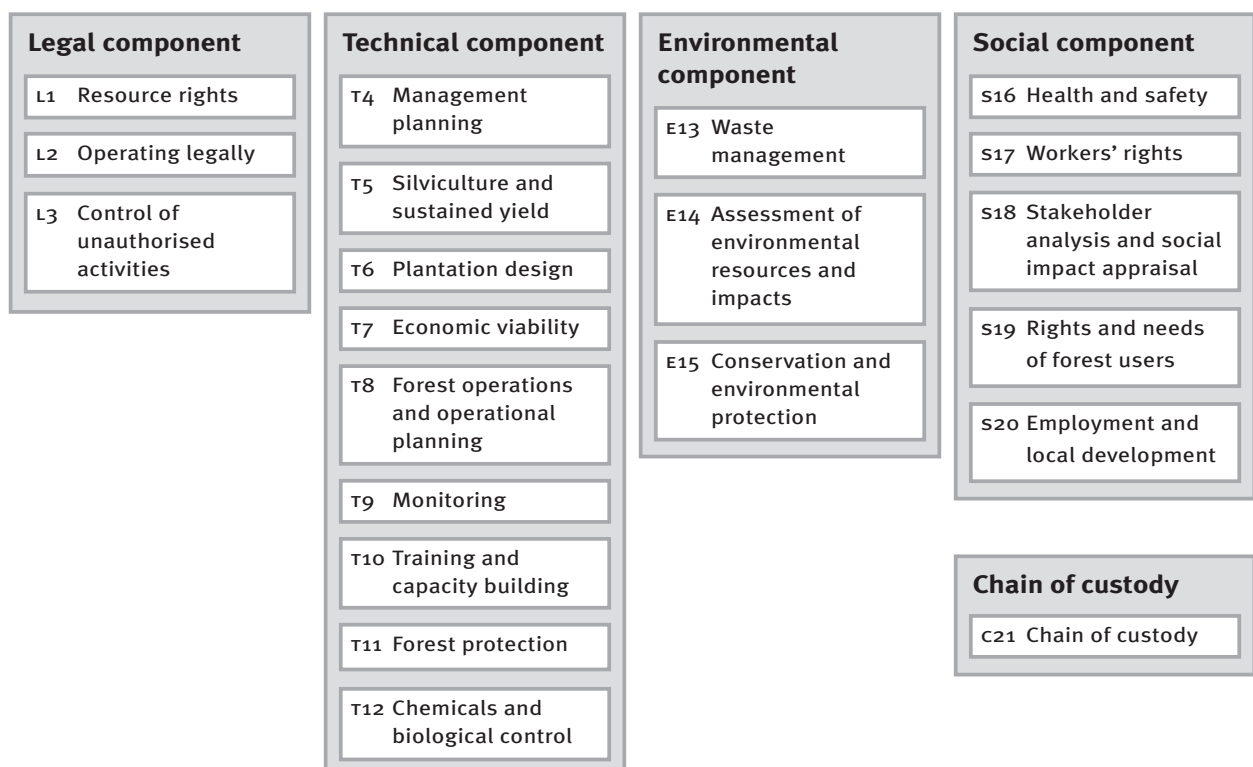 Legal component
L1 Resource rights
L2 Operating legally
L3 Control of
unauthorised
activities
Technical component
T4 Management
planning
T5 Silviculture and
sustained yield
T6 Plantation design
T7 Economic viability
T8 Forest operations
and operational
planning
T9 Monitoring
T10 Training and
capacity building
T11 Forest protection
T12 Chemicals and
biological control
Environmental
component
E13 Waste
management
E14 Assessment of
environmental
resources and
impacts
E15 Conservation and
environmental
protection
Social component
S16 Health and safety
S17 Workers’ rights
S18 Stakeholder
analysis and social
impact appraisal
S19 Rights and needs
of forest users
S20 Employment and
local development
Chain of custody
C21 Chain of custody